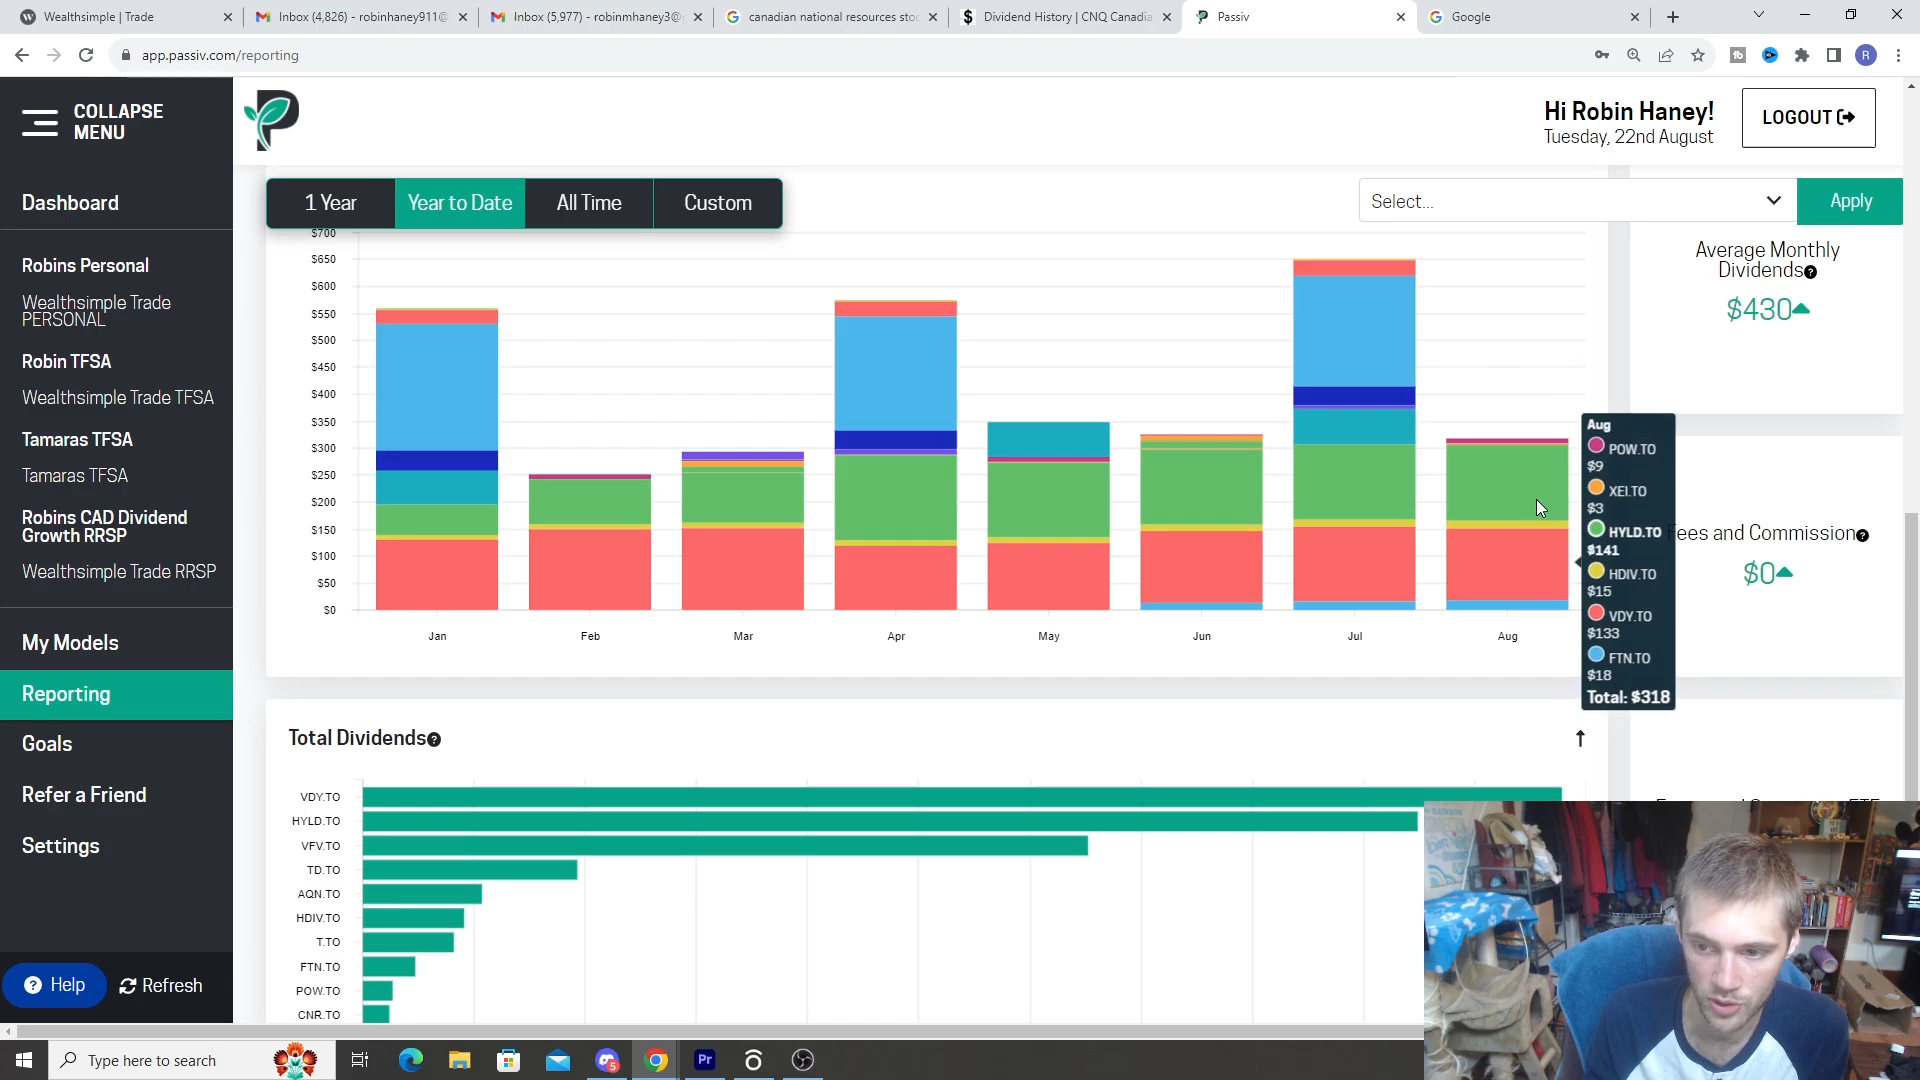 Wealthsimple | Trade
Inbox (4,826) - robinhaney911@
Inbox (5,977) - robinmhaney3@
canadian national resources sto
Dividend History | CNQ Canadia
Passiv
Google
app.passiv.com/reporting
COLLAPSE
MENU
Hi Robin Haney!
Tuesday, 22nd August
LOGOUT
Dashboard
Robins Personal
Wealthsimple Trade
PERSONAL
Robin TFSA
Wealthsimple Trade TFSA
Tamaras TFSA
Tamaras TFSA
Robins CAD Dividend
Growth RRSP
Wealthsimple Trade RRSP
My Models
Reporting
Goals
Refer a Friend
Settings
Help
Refresh
1 Year
Year to Date
All Time
Custom
Select...
Apply
$700
$650
$600
$550
$500
$450
$400
$350
$300
$250
$200
$150
$100
$50
$0
Jan
Feb
Mar
Apr
May
Jun
Jul
Aug
Aug
POW.TO
$9
XEI.TO
$3
HYLD.TO
$141
HDIV.TO
$15
VDY.TO
$133
FTN.TO
$18
Total: $318
Average Monthly
Dividends
$430
Fees and Commission
$0
Total Dividends
VDY.TO
HYLD.TO
VFV.TO
TD.TO
AQN.TO
HDIV.TO
T.TO
FTN.TO
POW.TO
CNR.TO
Type here to search
Pr